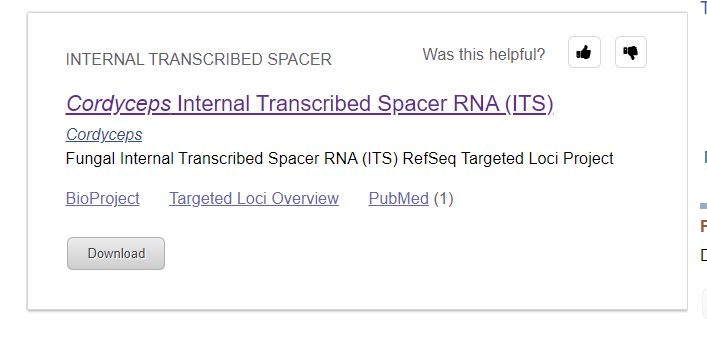 INTERNAL TRANSCRIBED SPACER
Was this helpful?
Cordyceps Internal Transcribed Spacer RNA (ITS)
Cordyceps
Fungal Internal Transcribed Spacer RNA (ITS) RefSeq Targeted Loci Project
BioProject Targeted Loci Overview PubMed (1)
Download